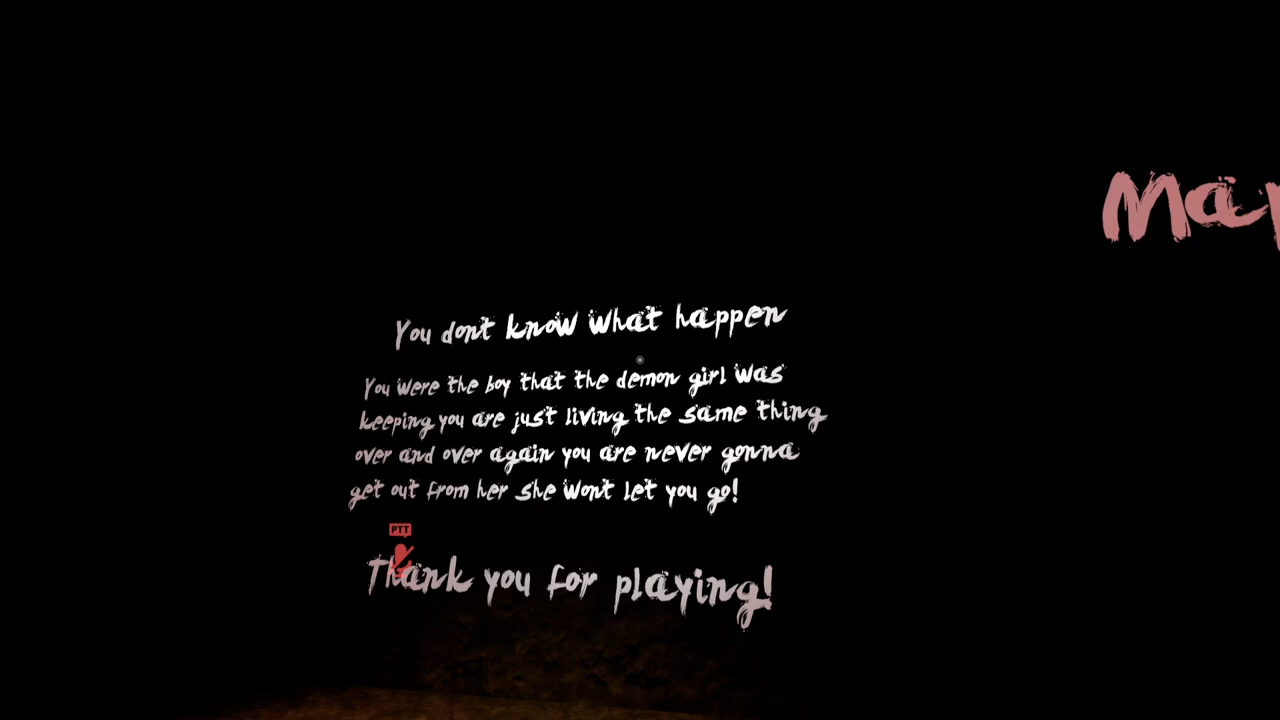 You dont know what happen
You were the boy that the demon girl was
keeping you are just living the same thing
over and over again you are never gonna
get out from her she wont let you go!
PTT
Thank you for playing!